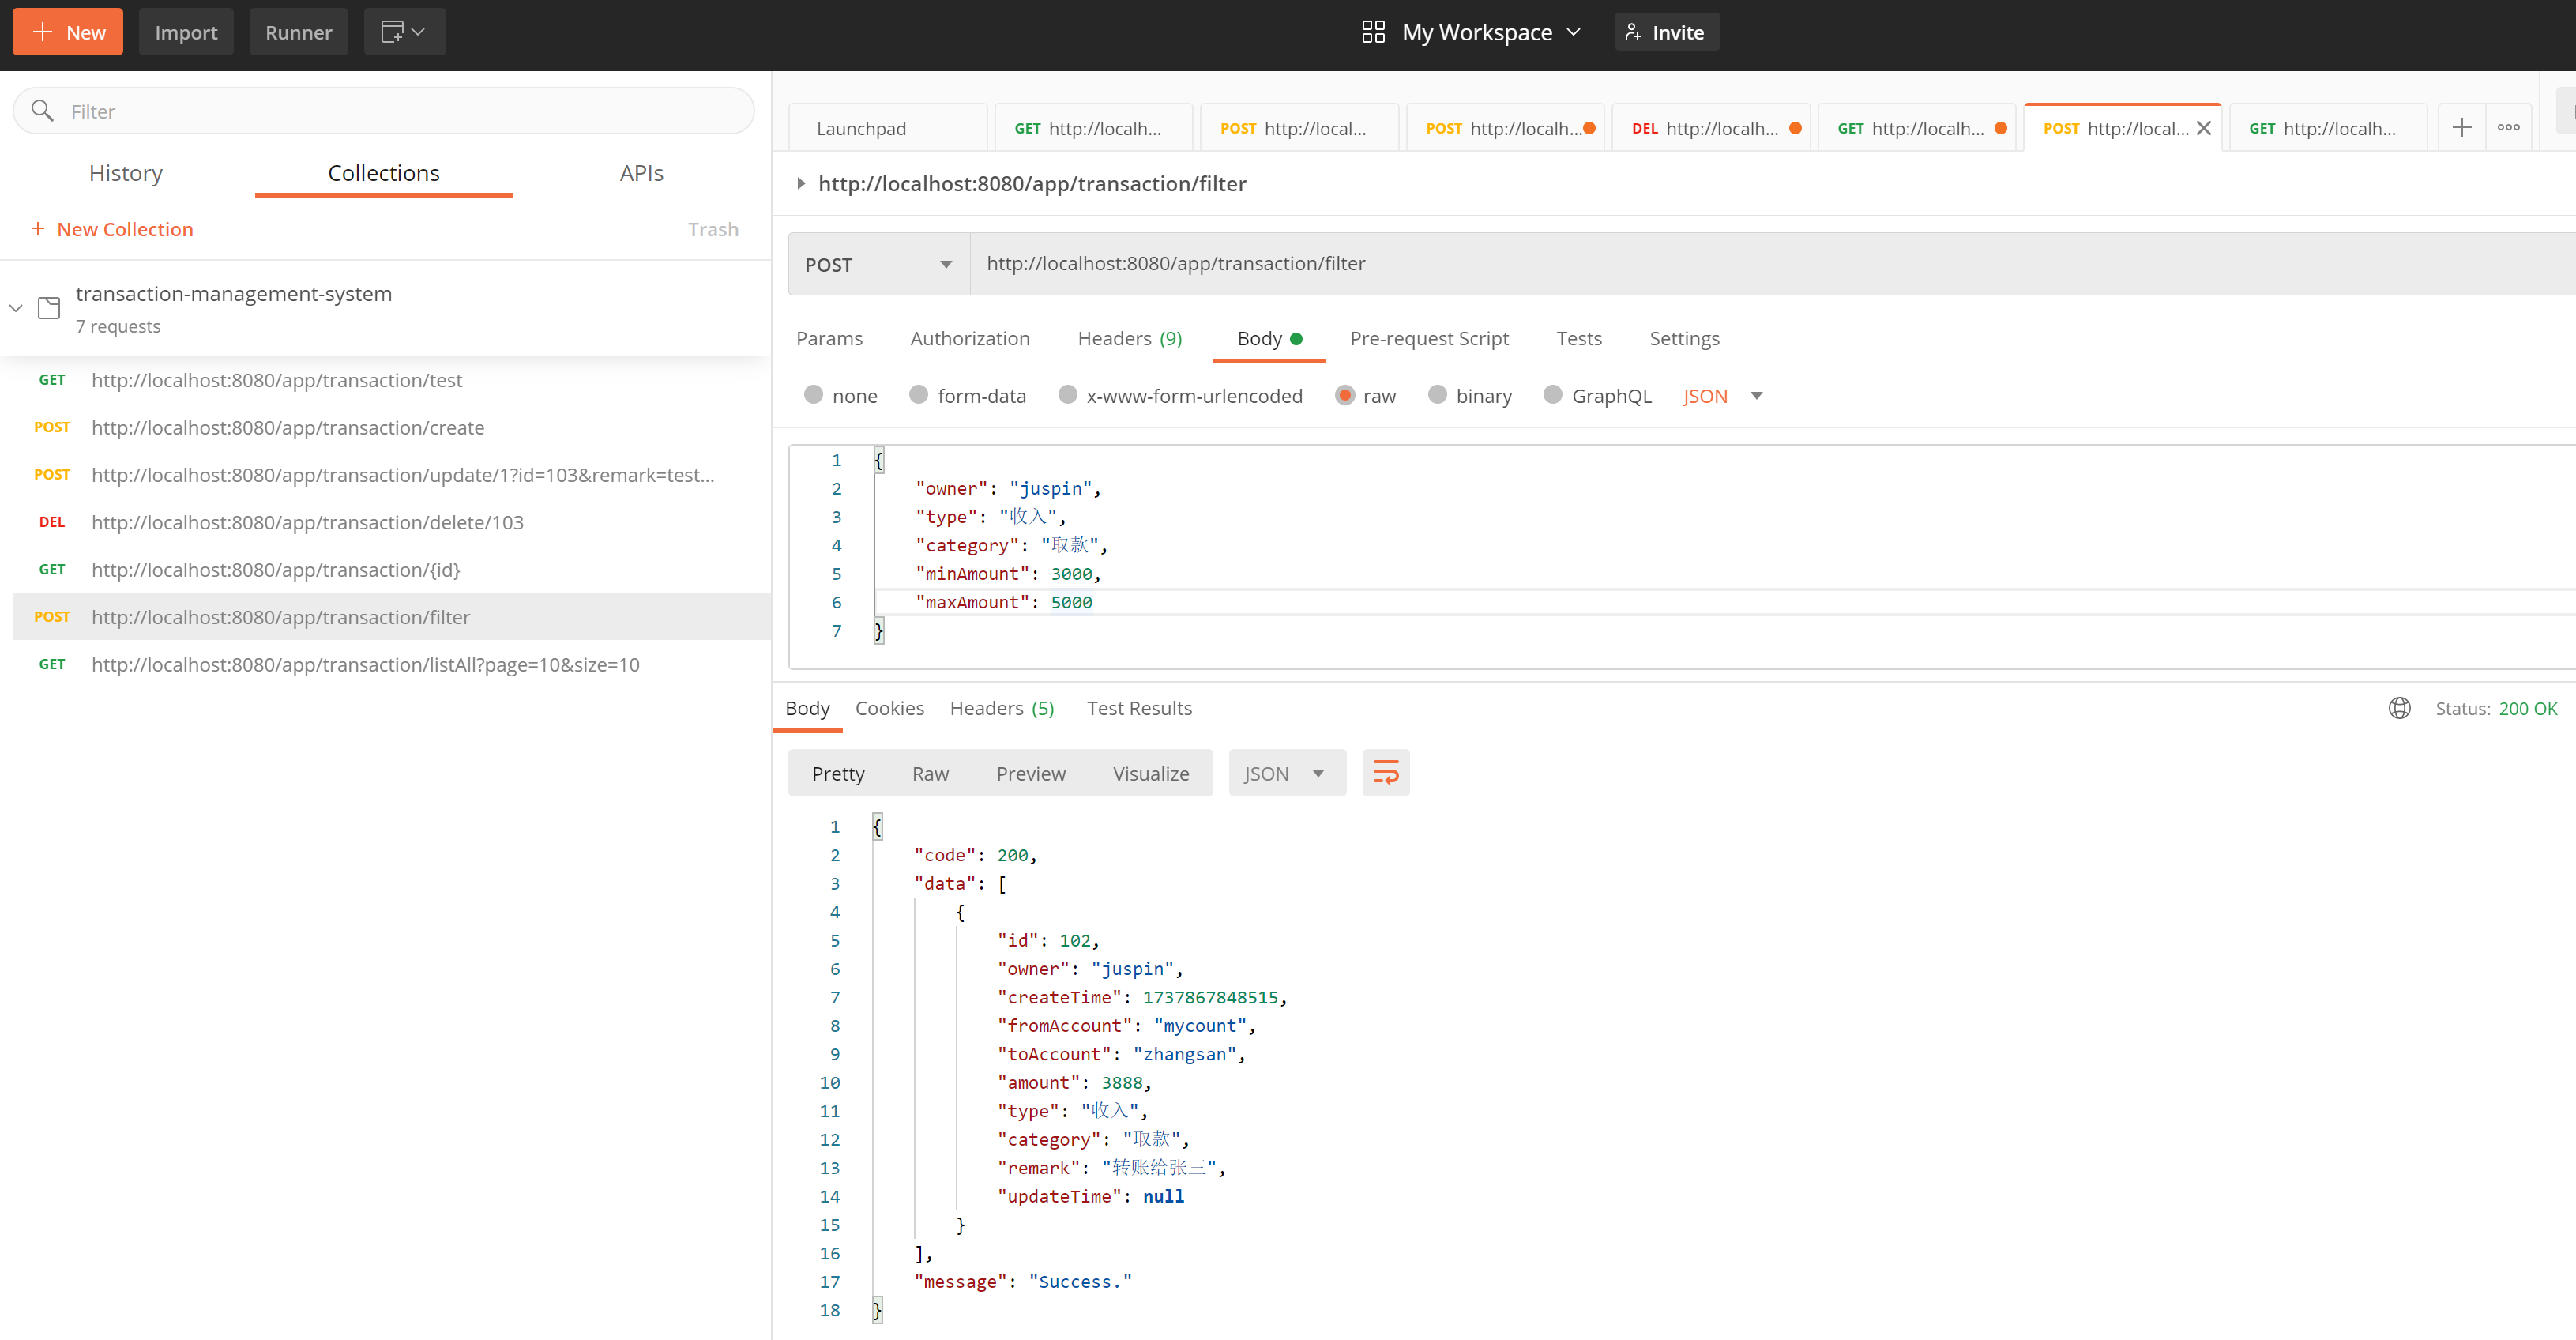 + New
Import
Runner
My Workspace
Invite
Filter
History
Collections
APIs
+ New Collection
Trash
transaction-management-system
7 requests
GET http://localhost:8080/app/transaction/test
POST http://localhost:8080/app/transaction/create
POST http://localhost:8080/app/transaction/update/1?id=103&remark=test...
DEL http://localhost:8080/app/transaction/delete/103
GET http://localhost:8080/app/transaction/{id}
POST http://localhost:8080/app/transaction/filter
GET http://localhost:8080/app/transaction/listAll?page=10&size=10
Launchpad
GET http://localh...
POST http://local...
POST http://localh...
DEL http://localh...
GET http://localh...
POST http://local...
GET http://localh...
http://localhost:8080/app/transaction/filter
POST http://localhost:8080/app/transaction/filter
Params Authorization Headers (9) Body Pre-request Script Tests Settings
none form-data x-www-form-urlencoded raw binary GraphQL JSON
1 {
2 "owner": "juspin",
3 "type": "收入",
4 "category": "取款",
5 "minAmount": 3000,
6 "maxAmount": 5000
7 }
Body Cookies Headers (5) Test Results Status: 200 OK
Pretty Raw Preview Visualize JSON
1 {
2 "code": 200,
3 "data": [
4 {
5 "id": 102,
6 "owner": "juspin",
7 "createTime": 1737867848515,
8 "fromAccount": "mycount",
9 "toAccount": "zhangsan",
10 "amount": 3888,
11 "type": "收入",
12 "category": "取款",
13 "remark": "转账给张三",
14 "updateTime": null
15 }
16 ],
17 "message": "Success."
18 }